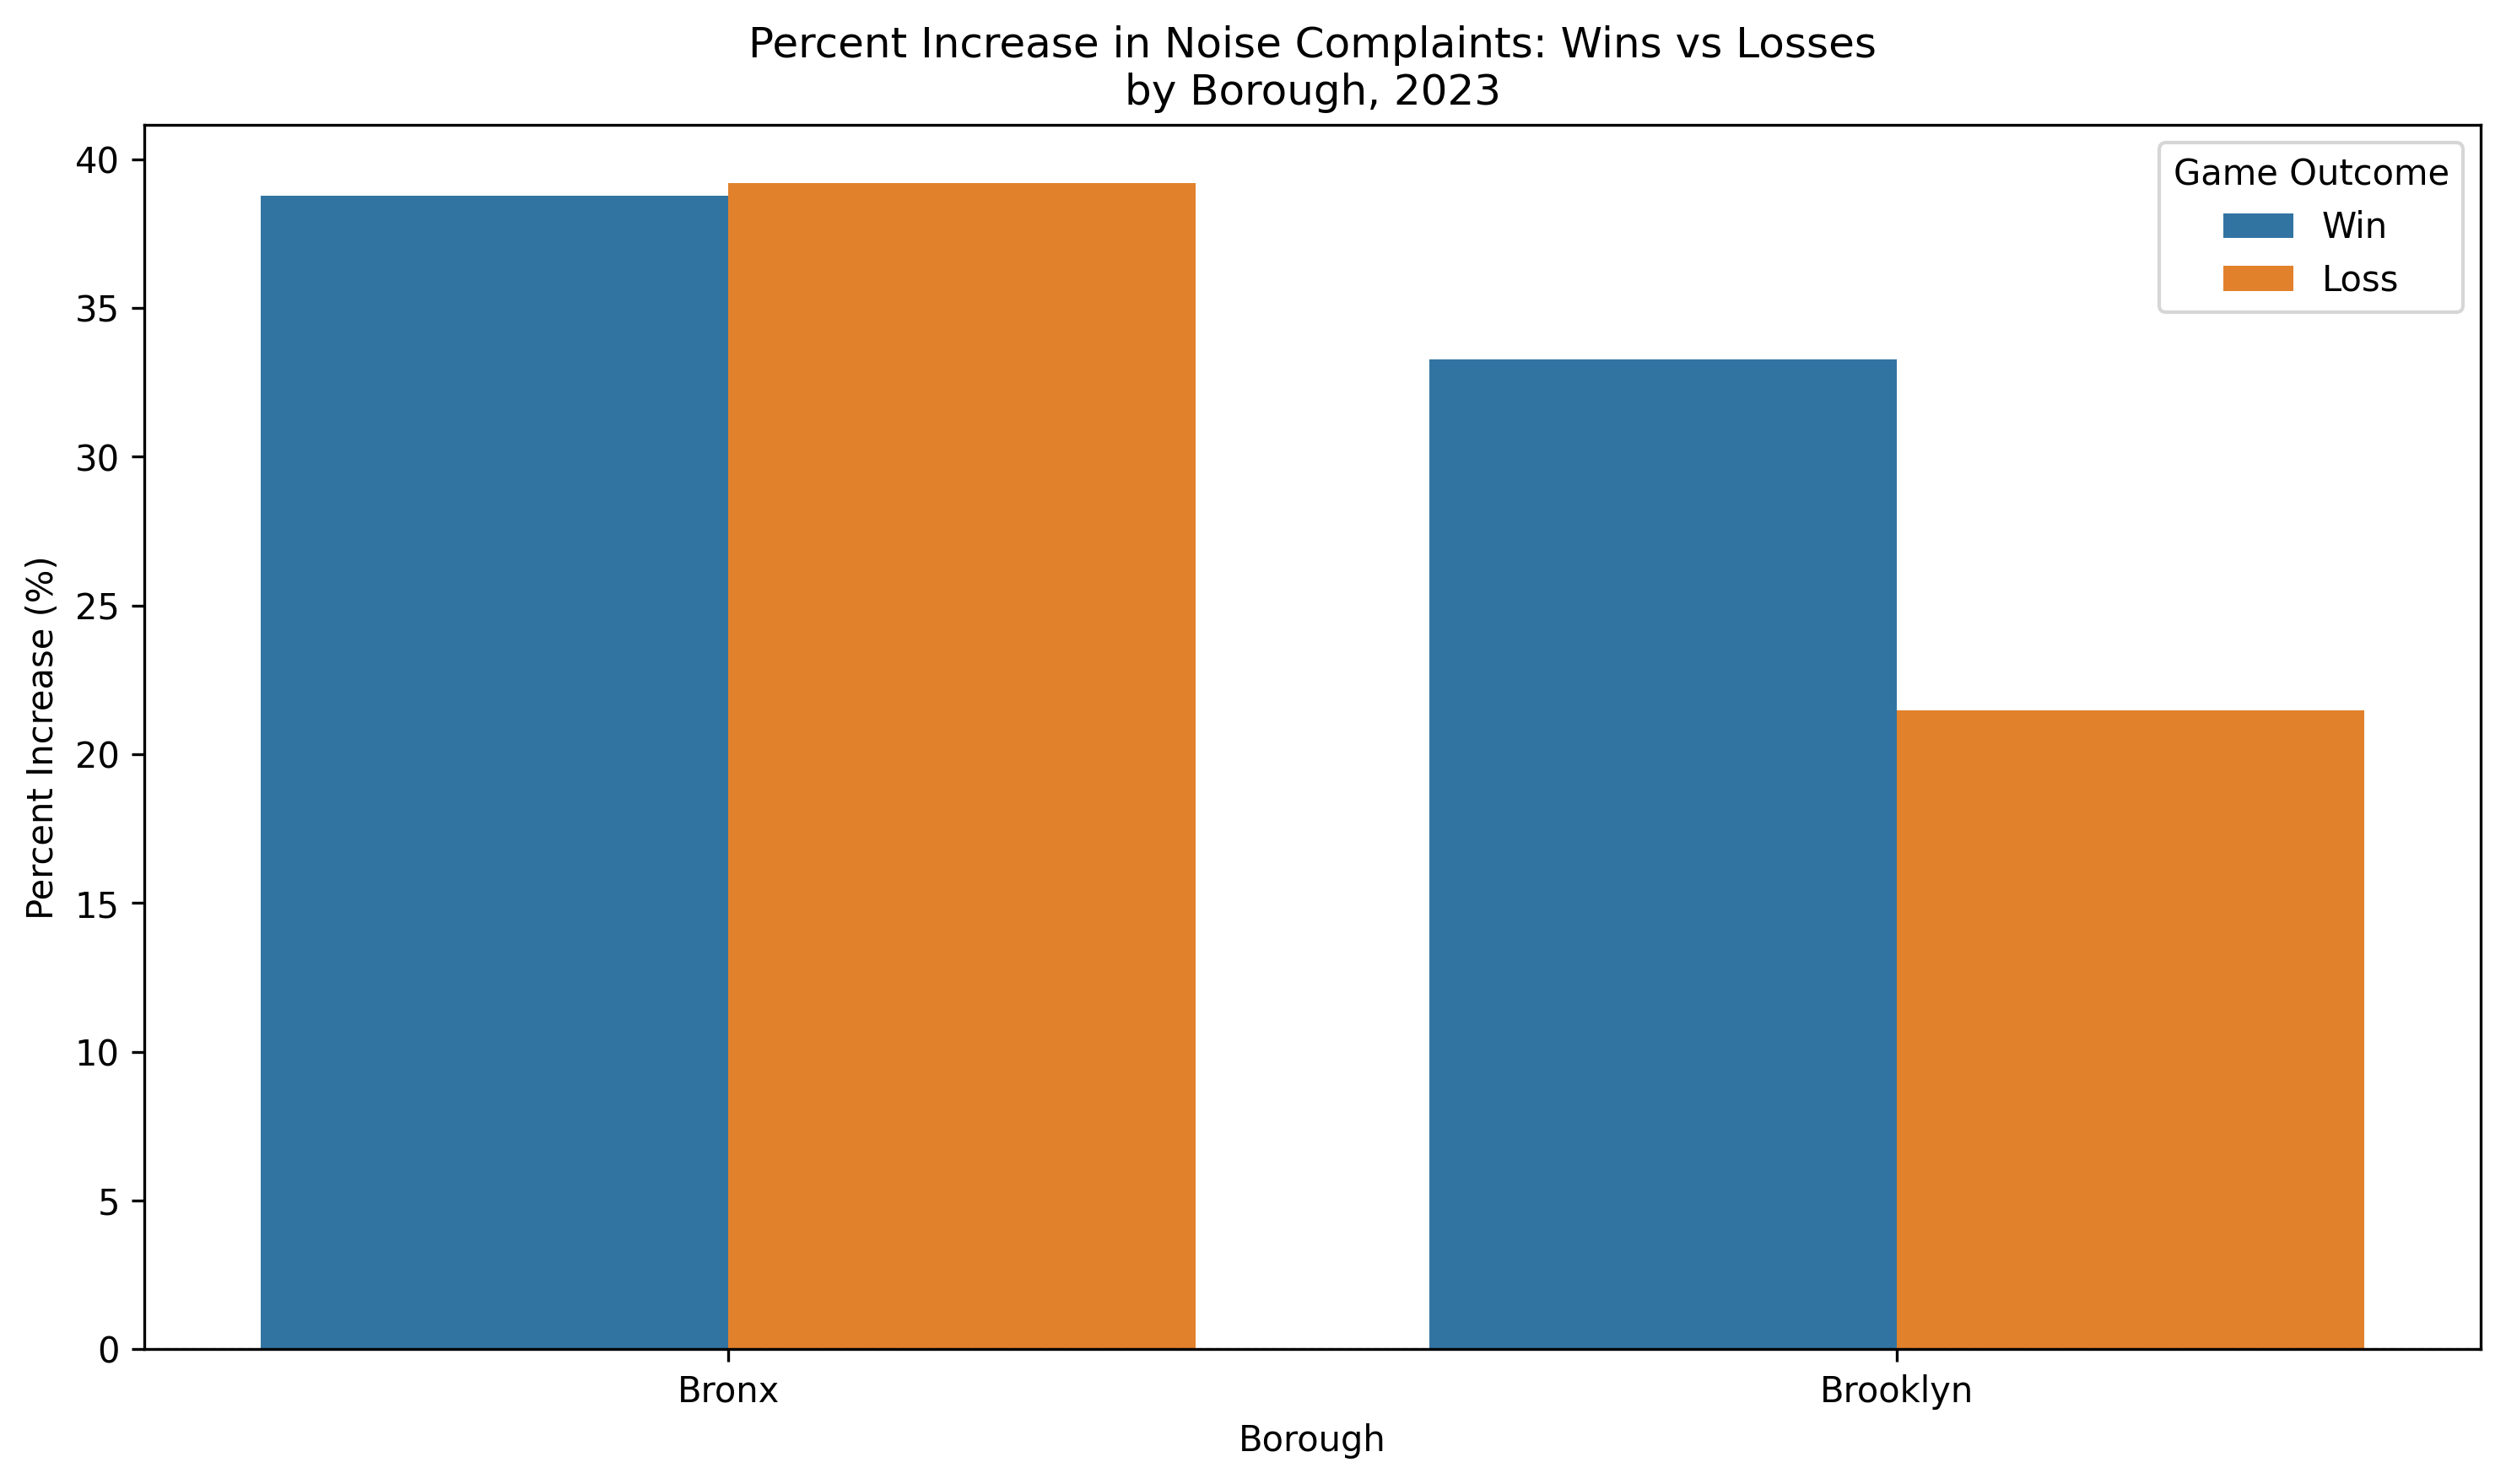 Percent Increase in Noise Complaints: Wins vs Losses
by Borough, 2023
Percent Increase (%)
40
35
30
25
20
15
10
5
0
Game Outcome
Win
Loss
Bronx
Brooklyn
Borough